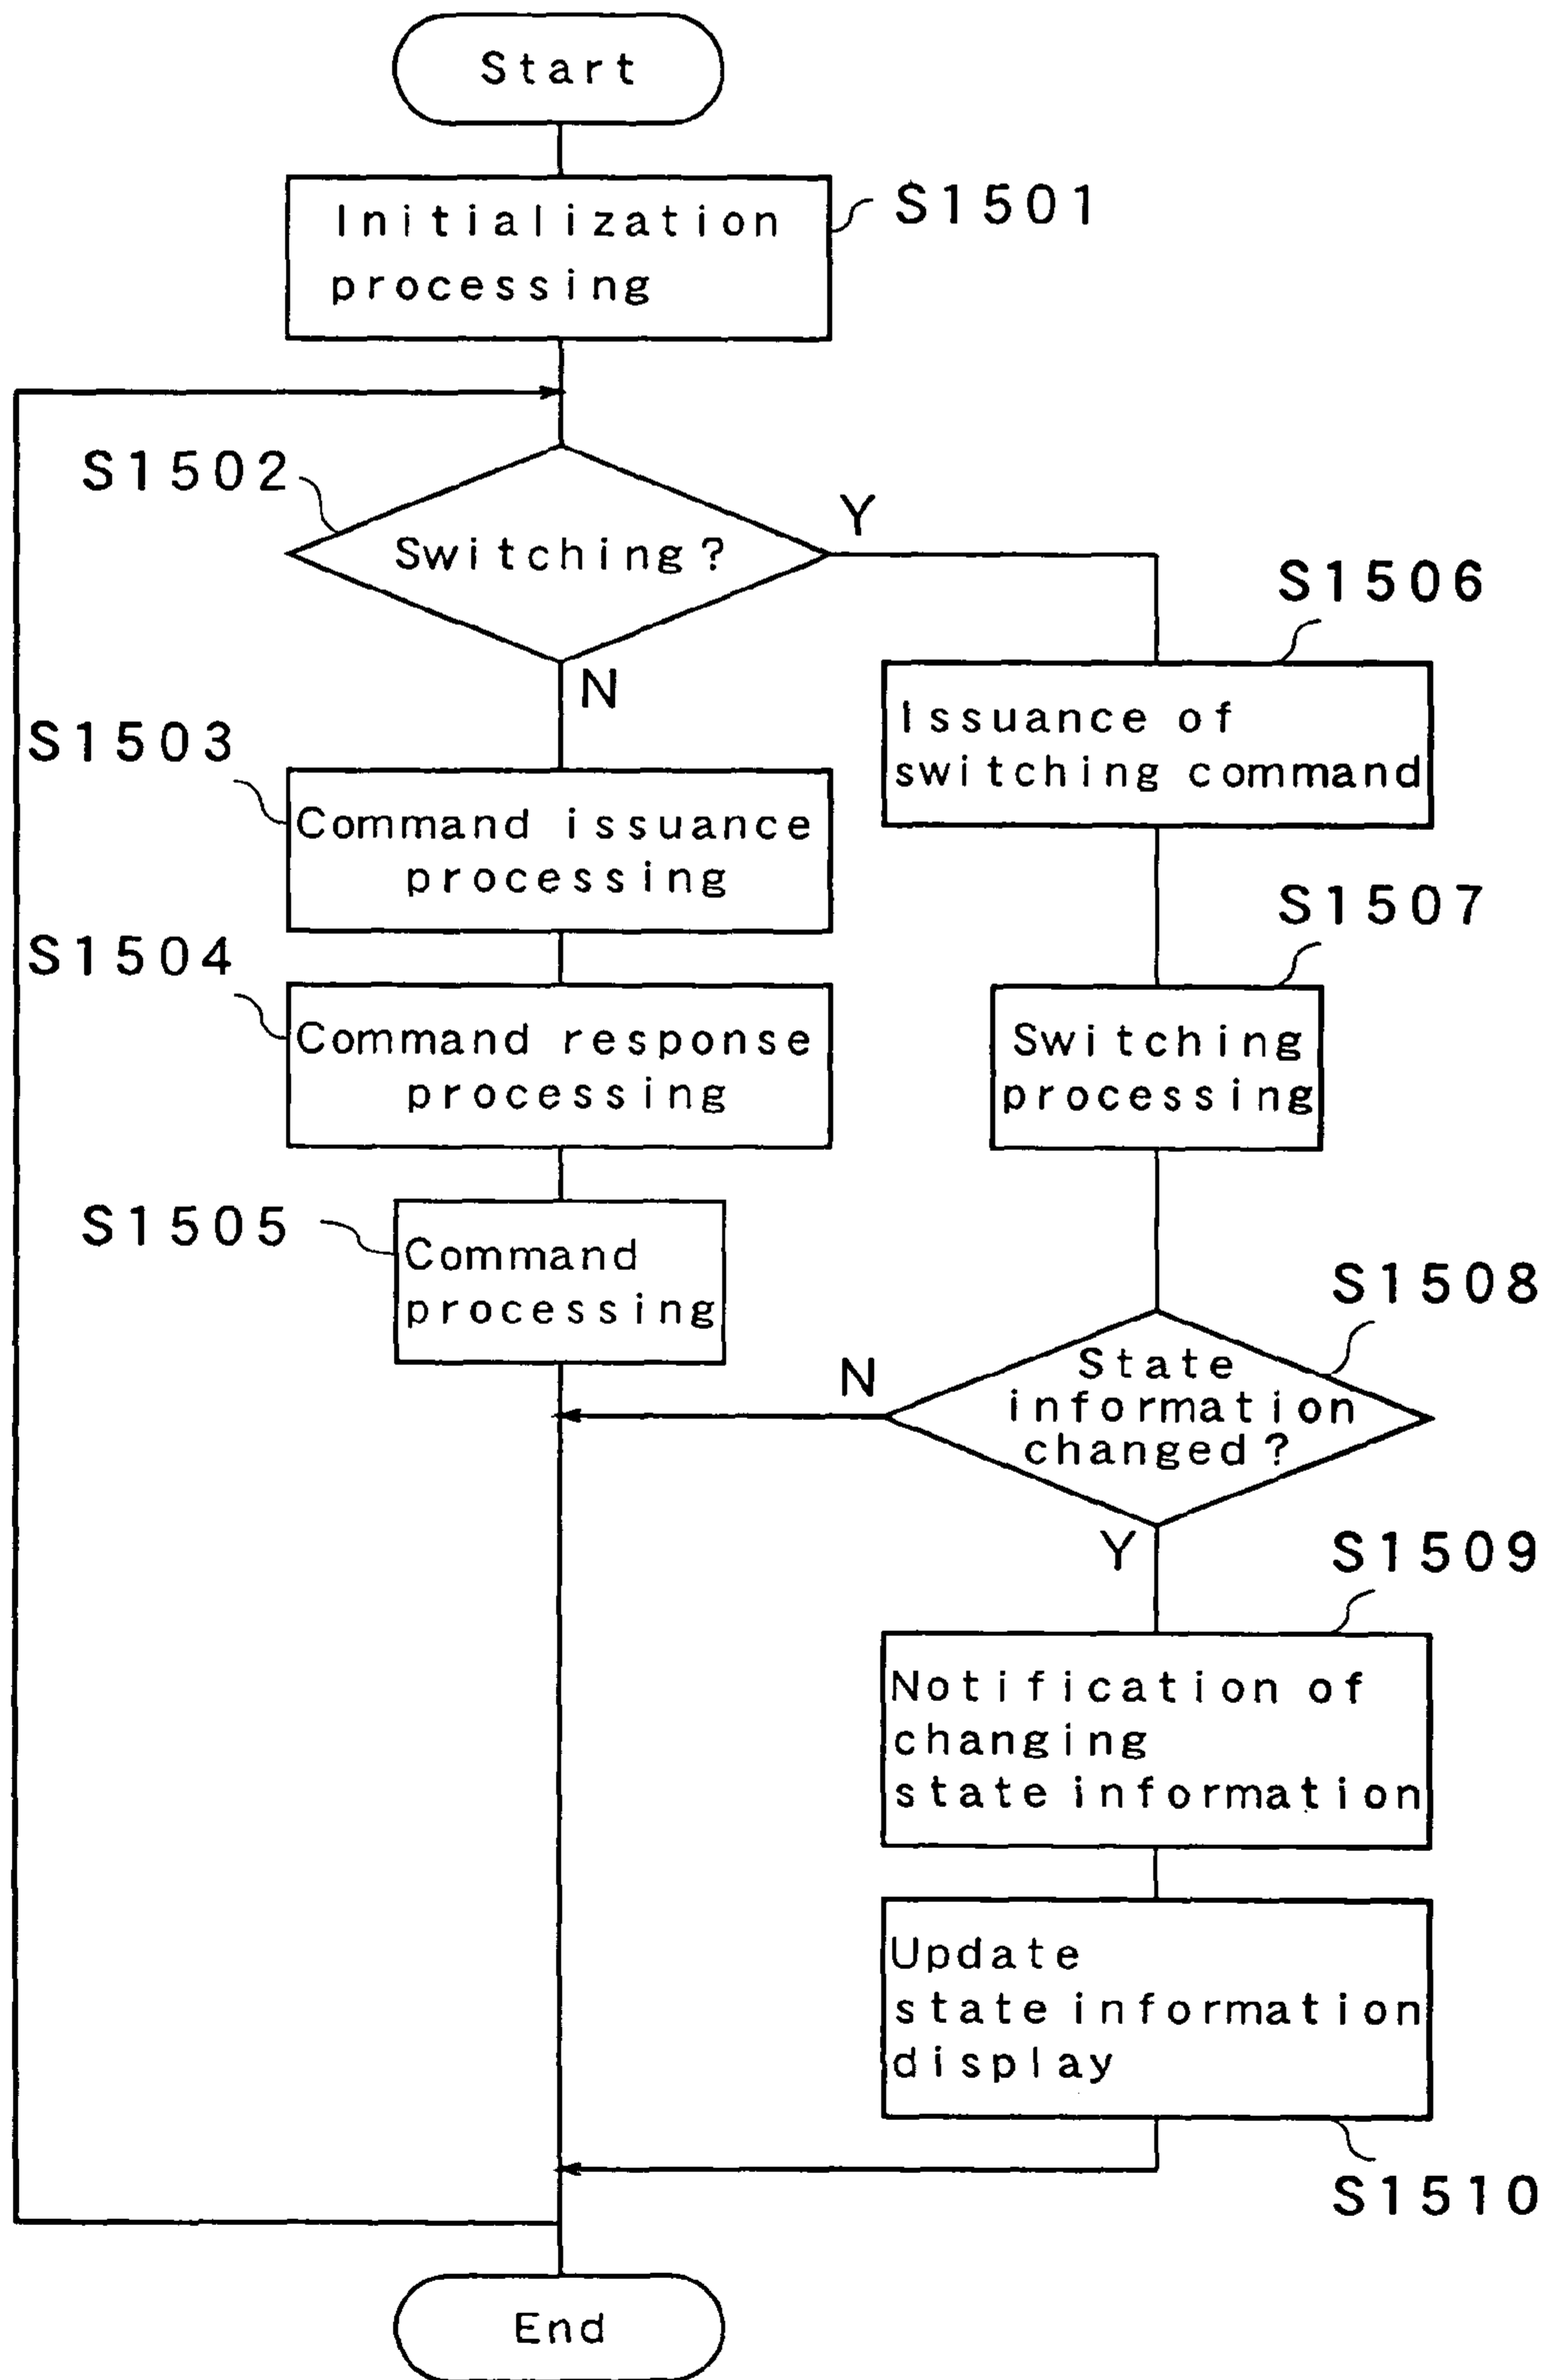 Start
Initialization
processing
S1501
S1502
Switching?
Y
N
S1503
Command issuance
processing
S1504
Command response
processing
S1505
Command
processing
S1506
Issuance of
switching command
S1507
Switching
processing
S1508
State
information
changed?
N
Y
S1509
Notification of
changing
state information
Update
state information
display
S1510
End